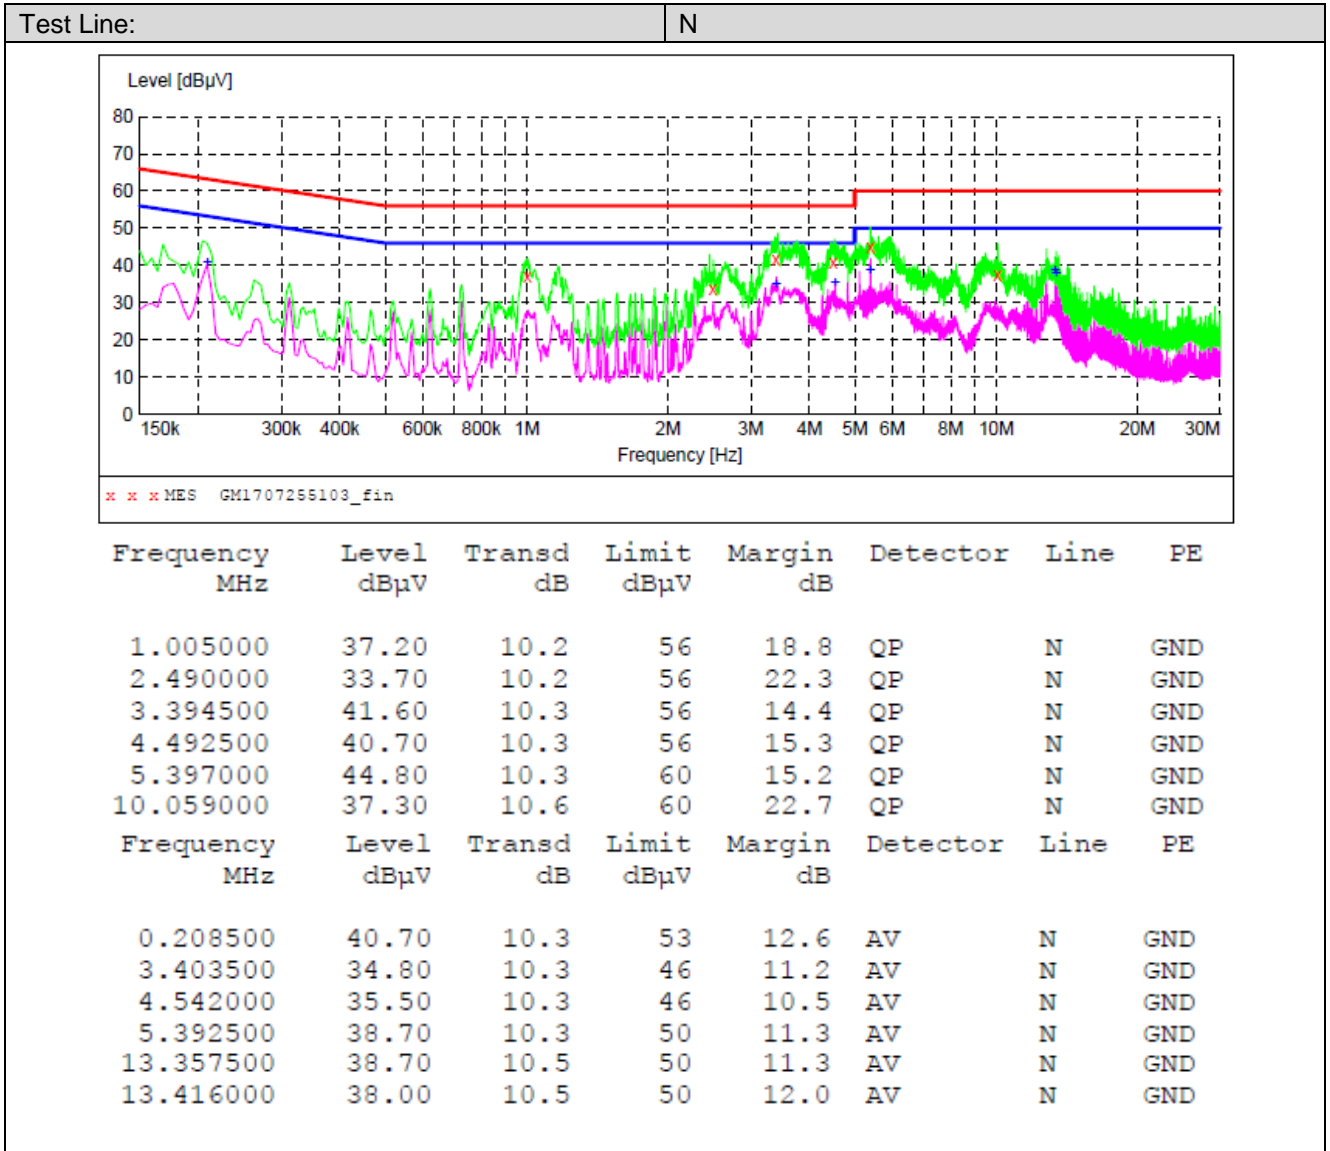 Test Line: N
Level [dBµV]
80
70
60
50
40
30
20
10
0
150k 300k 400k 600k 800k 1M 2M 3M 4M 5M 6M 8M 10M 20M 30M
Frequency [Hz]
x x x MES GM1707255103_fin
Frequency Level Transd Limit Margin Detector Line PE
MHz dBµV dB dBµV dB
1.005000 37.20 10.2 56 18.8 QP N GND
2.490000 33.70 10.2 56 22.3 QP N GND
3.394500 41.60 10.3 56 14.4 QP N GND
4.492500 40.70 10.3 56 15.3 QP N GND
5.397000 44.80 10.3 60 15.2 QP N GND
10.059000 37.30 10.6 60 22.7 QP N GND
Frequency Level Transd Limit Margin Detector Line PE
MHz dBµV dB dBµV dB
0.208500 40.70 10.3 53 12.6 AV N GND
3.403500 34.80 10.3 46 11.2 AV N GND
4.542000 35.50 10.3 46 10.5 AV N GND
5.392500 38.70 10.3 50 11.3 AV N GND
13.357500 38.70 10.5 50 11.3 AV N GND
13.416000 38.00 10.5 50 12.0 AV N GND